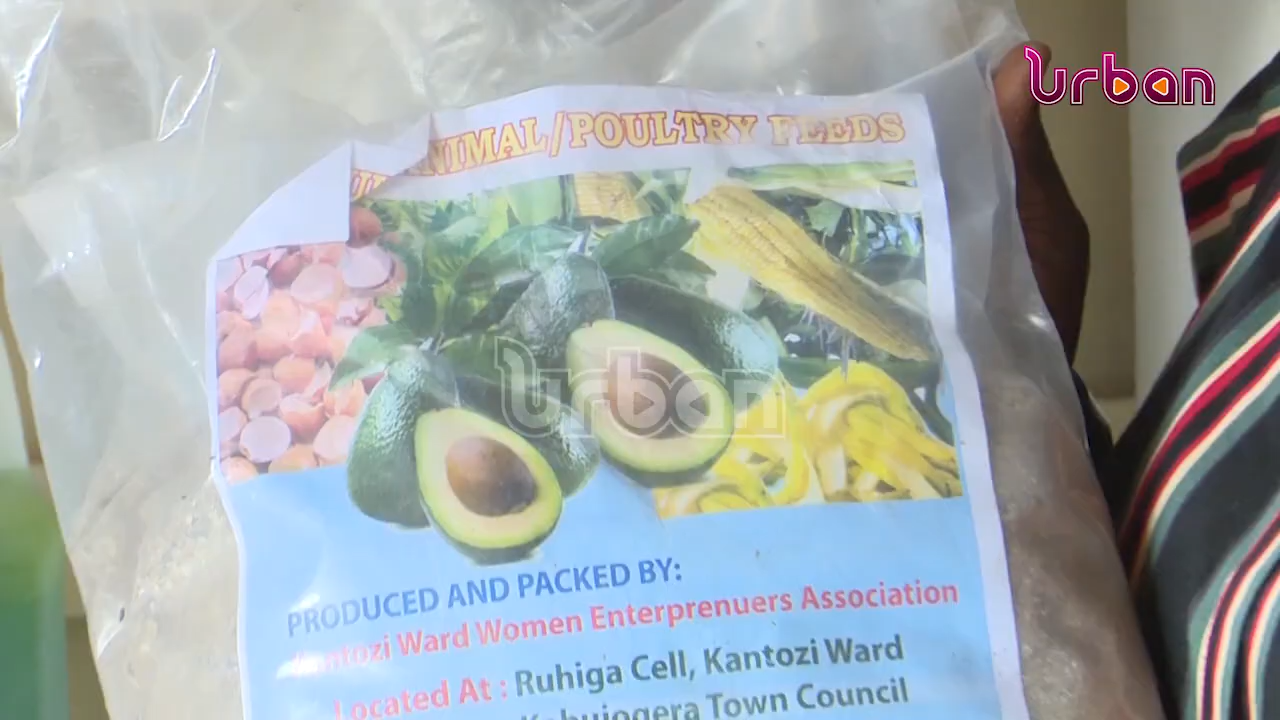 Urban
ANIMAL/POULTRY FEEDS
Urban
PRODUCED AND PACKED BY:
Kantozi Ward Women Enterprenuers Association
Located At : Ruhiga Cell, Kantozi Ward
Town Council